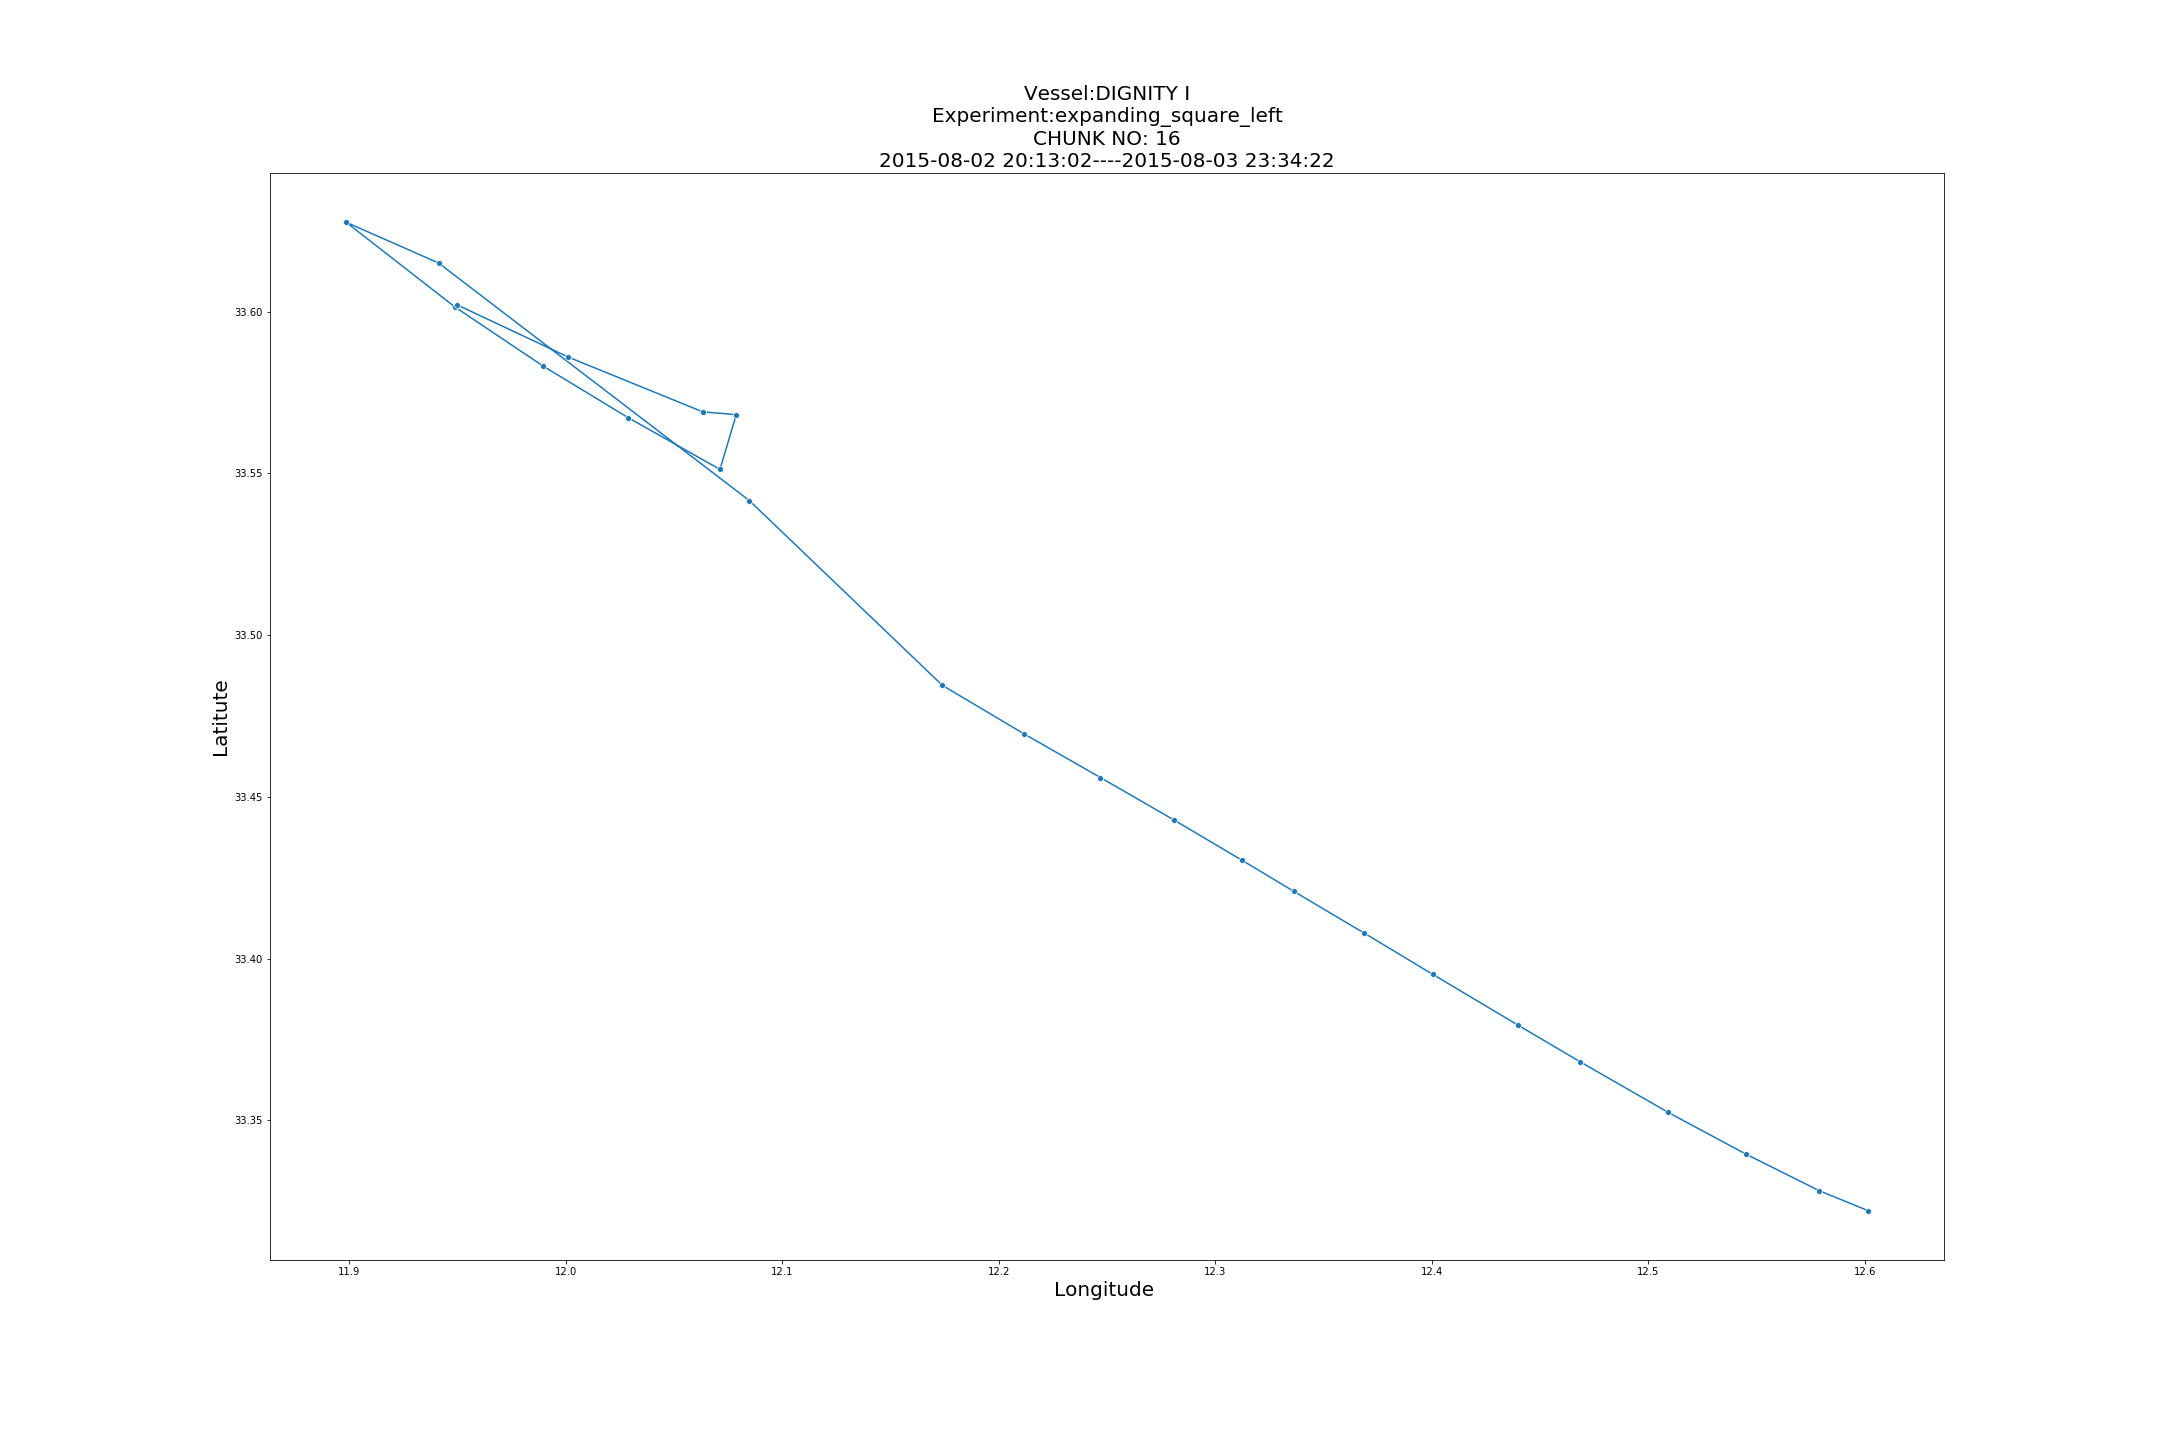 Vessel:DIGNITY I
Experiment:expanding_square_left
CHUNK NO: 16
2015-08-02 20:13:02----2015-08-03 23:34:22
33.60
33.55
33.50
33.45
33.40
33.35
Latitute
11.9 12.0 12.1 12.2 12.3 12.4 12.5 12.6
Longitude